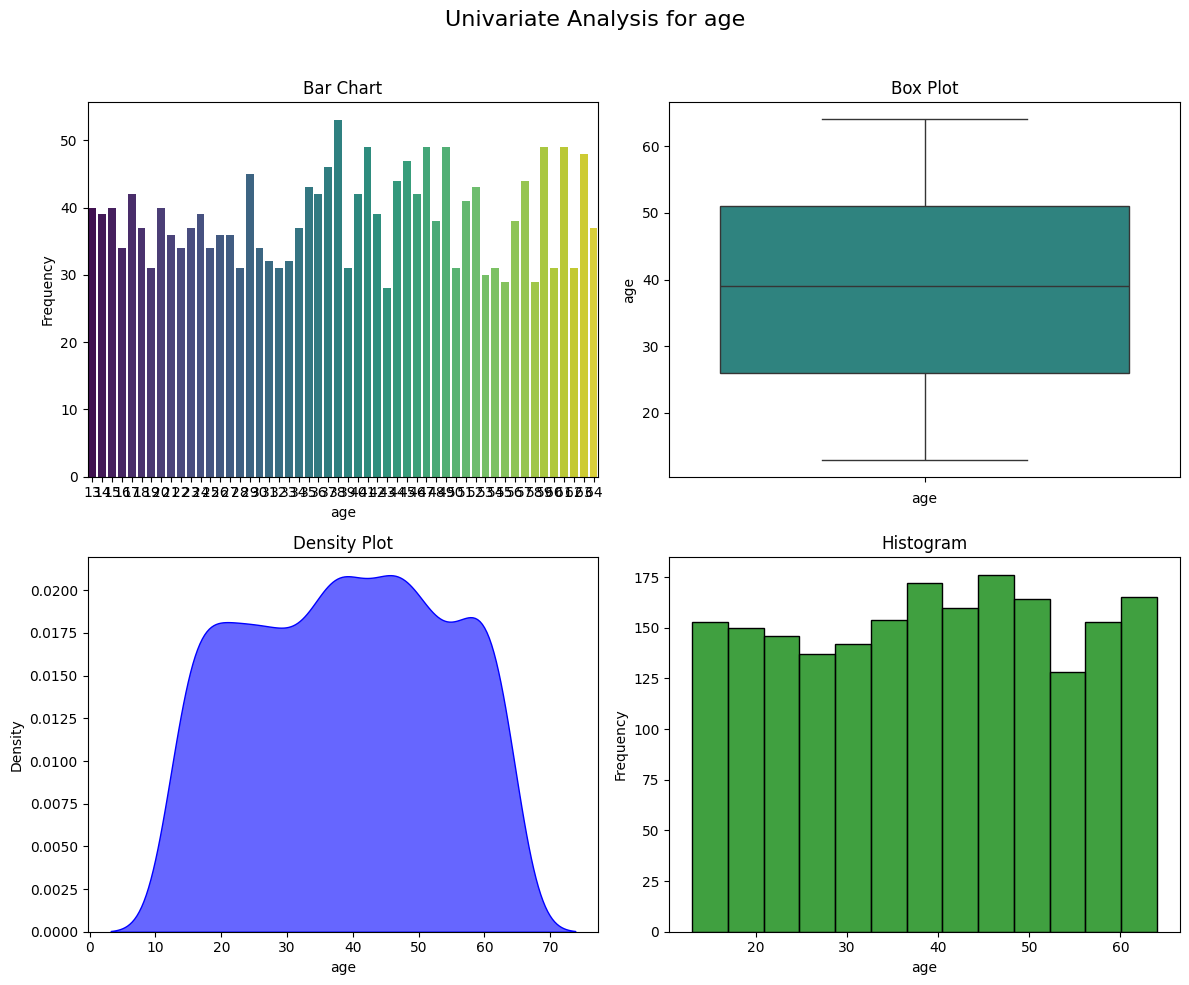 Univariate Analysis for age
Bar Chart
50
40
30
20
10
0
Frequency
age
Box Plot
60
50
40
30
20
age
age
Density Plot
0.0200
0.0175
0.0150
0.0125
0.0100
0.0075
0.0050
0.0025
0.0000
Density
0 10 20 30 40 50 60 70
age
Histogram
175
150
125
100
75
50
25
0
Frequency
20 30 40 50 60
age